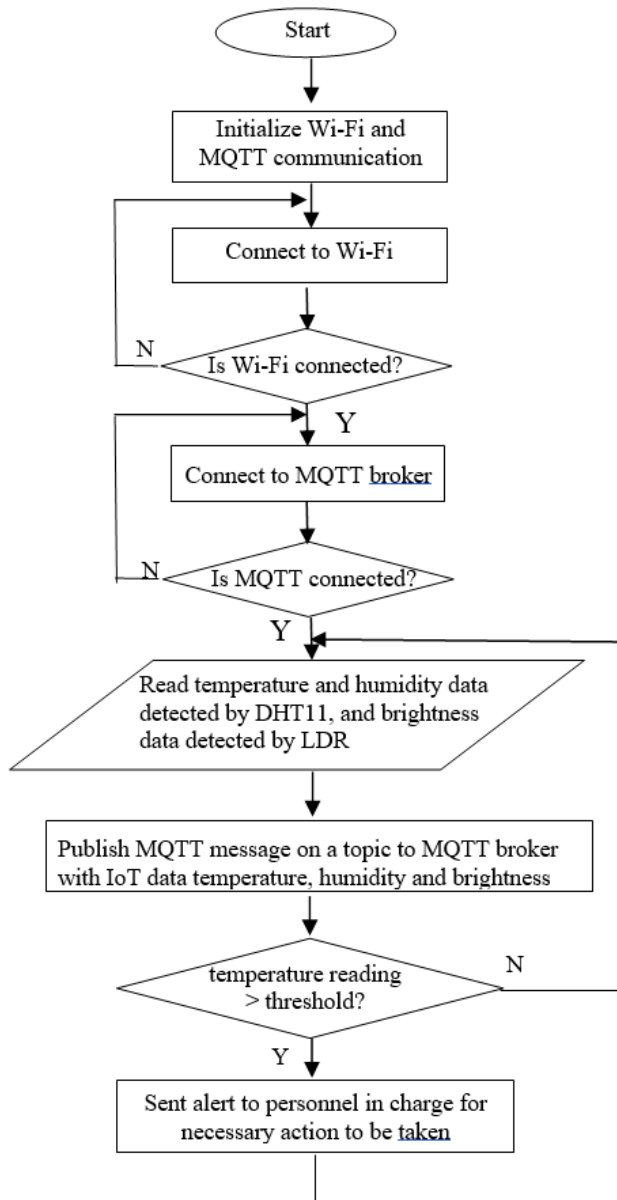 Start
Initialize Wi-Fi and
MQTT communication
Connect to Wi-Fi
N
Is Wi-Fi connected?
Y
Connect to MQTT broker
N
Is MQTT connected?
Y
Read temperature and humidity data
detected by DHT11, and brightness
data detected by LDR
Publish MQTT message on a topic to MQTT broker
with IoT data temperature, humidity and brightness
temperature reading
> threshold?
N
Y
Sent alert to personnel in charge for
necessary action to be taken